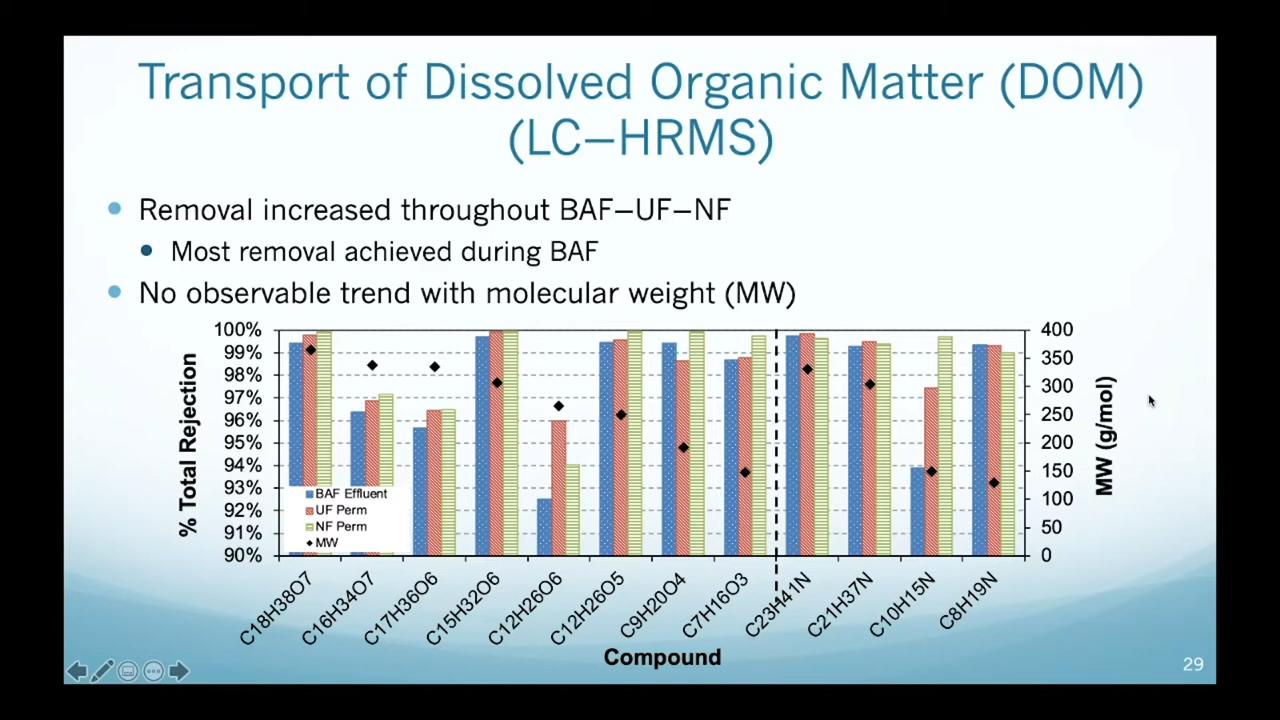 Transport of Dissolved Organic Matter (DOM)
(LC–HRMS)
Removal increased throughout BAF–UF–NF
Most removal achieved during BAF
No observable trend with molecular weight (MW)
% Total Rejection
100%
99%
98%
97%
96%
95%
94%
93%
92%
91%
90%
BAF Effluent
UF Perm
NF Perm
MW
400
350
300
250
200
150
100
50
0
MW (g/mol)
C18H38O7
C16H34O7
C17H36O6
C15H32O6
C12H26O6
C12H26O5
C9H20O4
C7H16O3
C23H41N
C21H37N
C10H15N
C8H19N
Compound
29